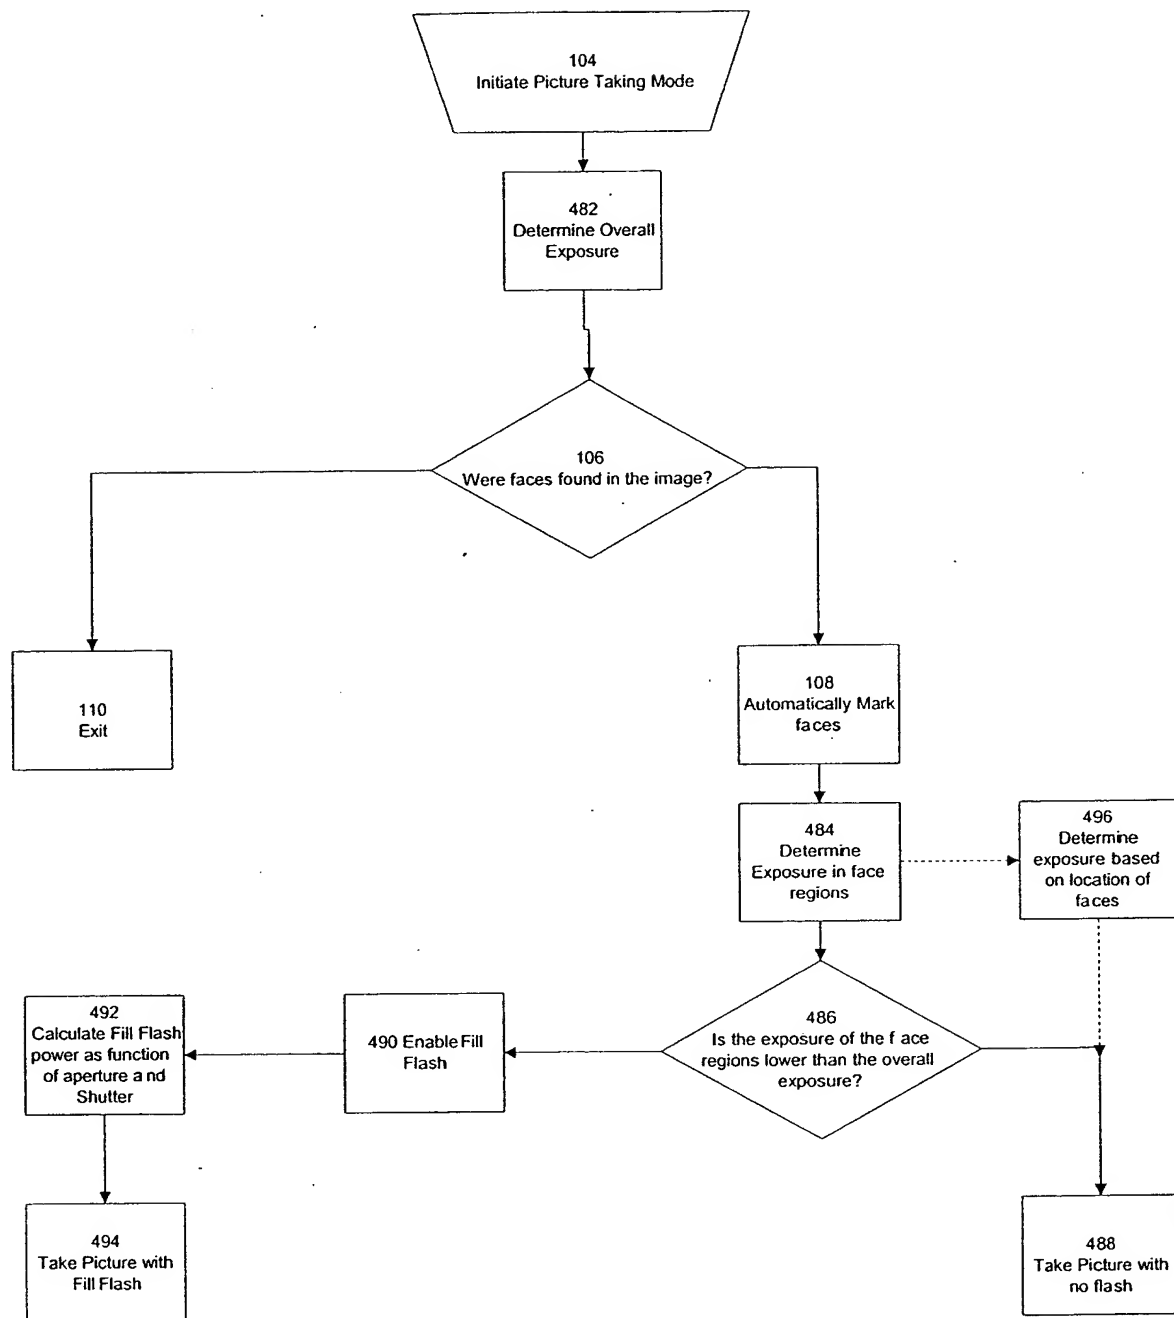 104
Initiate Picture Taking Mode
482
Determine Overall
Exposure
106
Were faces found in the image?
110
Exit
108
Automatically Mark
faces
484
Determine
Exposure in face
regions
496
Determine
exposure based
on location of
faces
486
Is the exposure of the f ace
regions lower than the overall
exposure?
490 Enable Fill
Flash
492
Calculate Fill Flash
power as function
of aperture and
Shutter
494
Take Picture with
Fill Flash
488
Take Picture with
no flash